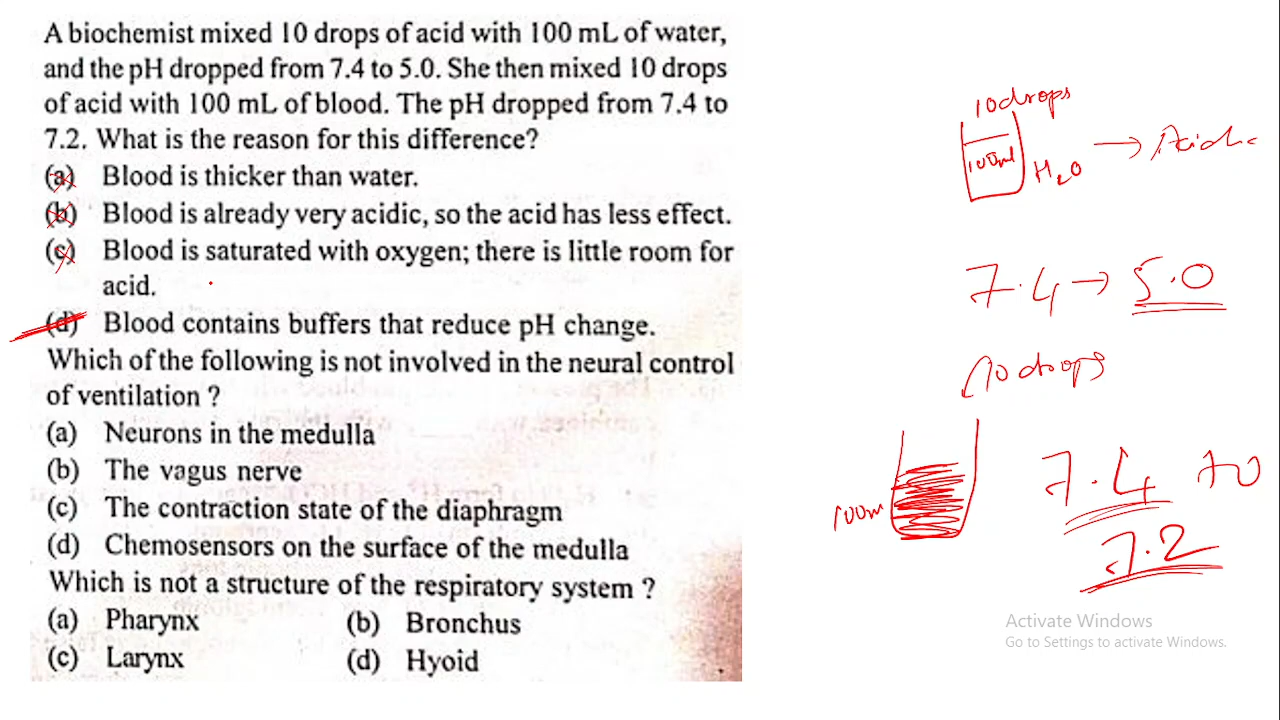 A biochemist mixed 10 drops of acid with 100 mL of water,
and the pH dropped from 7.4 to 5.0. She then mixed 10 drops
of acid with 100 mL of blood. The pH dropped from 7.4 to
7.2. What is the reason for this difference?
(a) Blood is thicker than water.
(b) Blood is already very acidic, so the acid has less effect.
(c) Blood is saturated with oxygen; there is little room for
acid.
(d) Blood contains buffers that reduce pH change.
Which of the following is not involved in the neural control
of ventilation ?
(a) Neurons in the medulla
(b) The vagus nerve
(c) The contraction state of the diaphragm
(d) Chemosensors on the surface of the medulla
Which is not a structure of the respiratory system ?
(a) Pharynx (b) Bronchus
(c) Larynx (d) Hyoid
10drops
100ml H2O →
7.4 → 5.0
10 drops
100m
7.4 to
7.2
Activate Windows
Go to Settings to activate Windows.